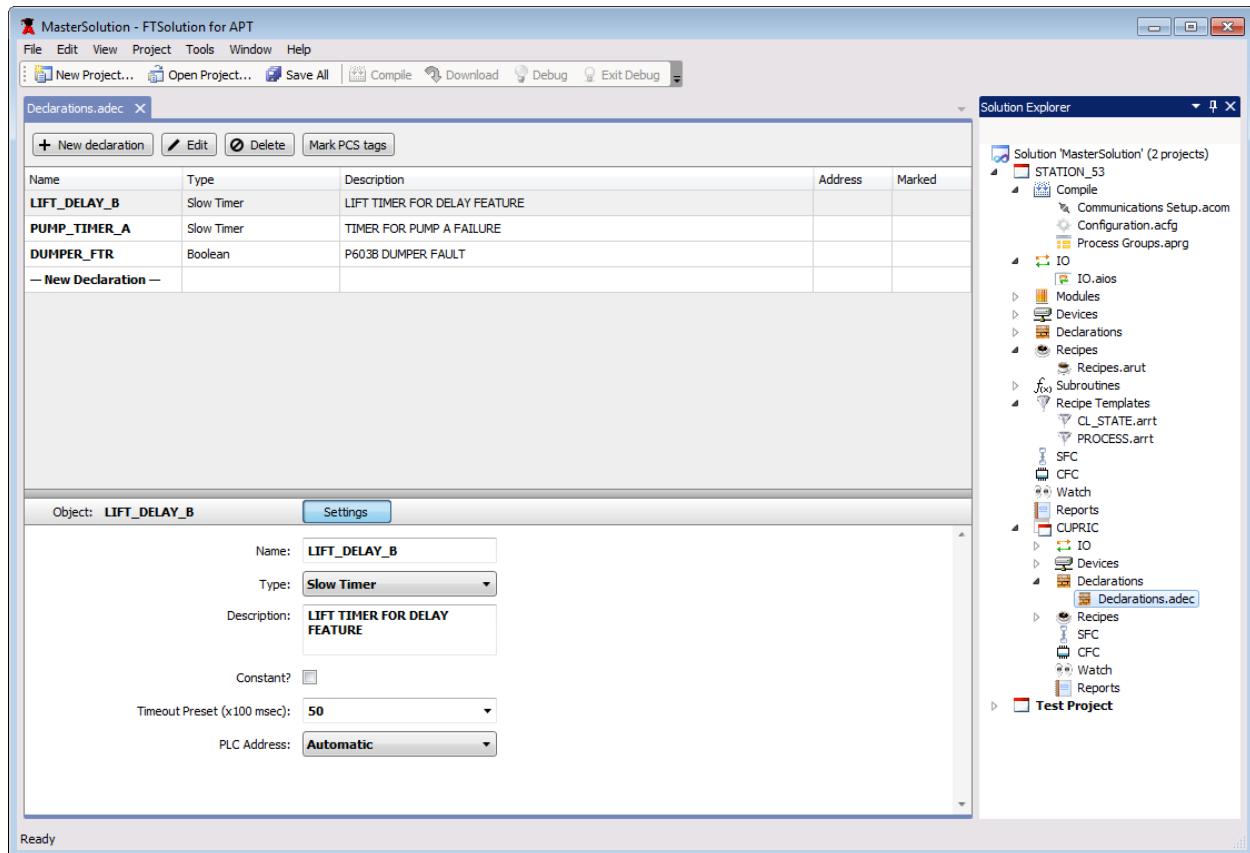 MasterSolution - FTSolution for APT
File Edit View Project Tools Window Help
New Project... Open Project... Save All Compile Download Debug Exit Debug
Declarations.adec
New declaration Edit Delete Mark PCS tags
Name Type Description Address Marked
LIFT_DELAY_B Slow Timer LIFT TIMER FOR DELAY FEATURE
PUMP_TIMER_A Slow Timer TIMER FOR PUMP A FAILURE
DUMPER_FTR Boolean P603B DUMPER FAULT
— New Declaration —
Object: LIFT_DELAY_B Settings
Name: LIFT_DELAY_B
Type: Slow Timer
Description: LIFT TIMER FOR DELAY
FEATURE
Constant?
Timeout Preset (x100 msec): 50
PLC Address: Automatic
Solution Explorer
Solution 'MasterSolution' (2 projects)
STATION_53
Compile
Communications Setup.acom
Configuration.acfg
Process Groups.aprg
IO
IO.aios
Modules
Devices
Declarations
Recipes
Recipes.arut
f(x) Subroutines
Recipe Templates
CL_STATE.arrt
PROCESS.arrt
SFC
CFC
Watch
Reports
CUPRIC
IO
Devices
Declarations
Declarations.adec
Recipes
SFC
CFC
Watch
Reports
Test Project
Ready